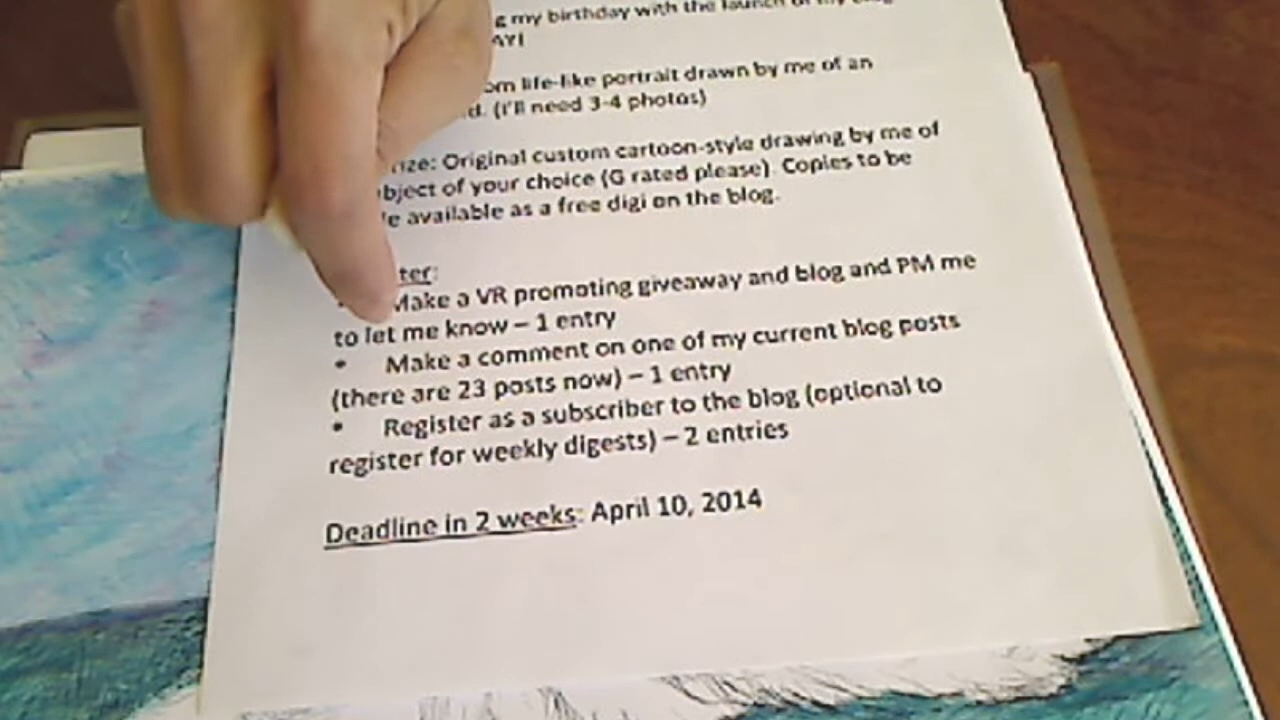 my birthday with the launch of my blog
life-like portrait drawn by me of an
(I'll need 3-4 photos)
Original custom cartoon-style drawing by me of
of your choice (G rated please). Copies to be
available as a free digi on the blog.
• Make a VR promoting giveaway and blog and PM me
to let me know – 1 entry
• Make a comment on one of my current blog posts
(there are 23 posts now) – 1 entry
• Register as a subscriber to the blog (optional to
register for weekly digests) – 2 entries
Deadline in 2 weeks: April 10, 2014